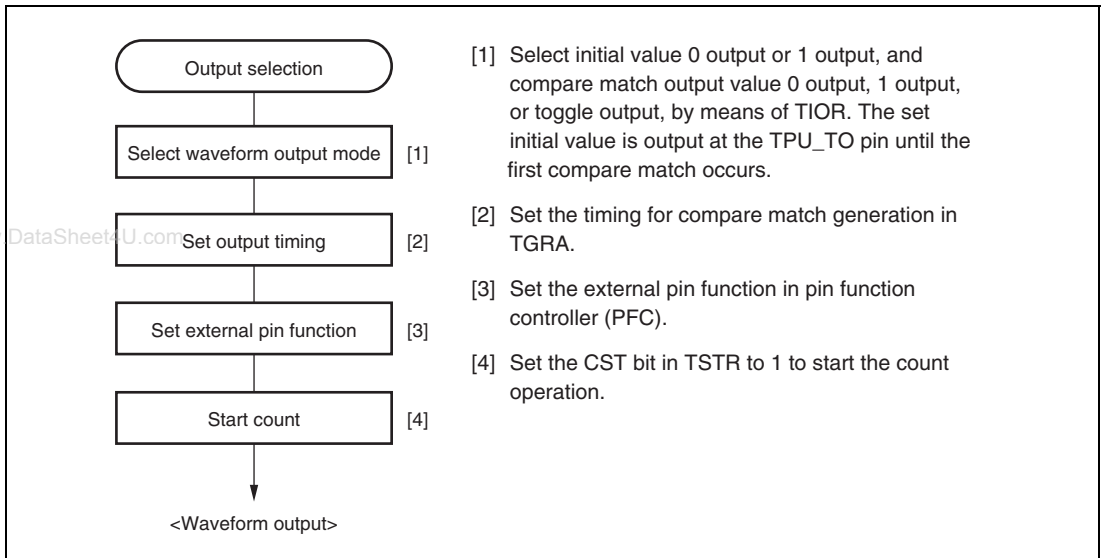 Output selection
Select waveform output mode [1]
Set output timing [2]
Set external pin function [3]
Start count [4]
<Waveform output>
[1] Select initial value 0 output or 1 output, and
compare match output value 0 output, 1 output,
or toggle output, by means of TIOR. The set
initial value is output at the TPU_TO pin until the
first compare match occurs.
[2] Set the timing for compare match generation in
TGRA.
[3] Set the external pin function in pin function
controller (PFC).
[4] Set the CST bit in TSTR to 1 to start the count
operation.
.DataSheet4U.com